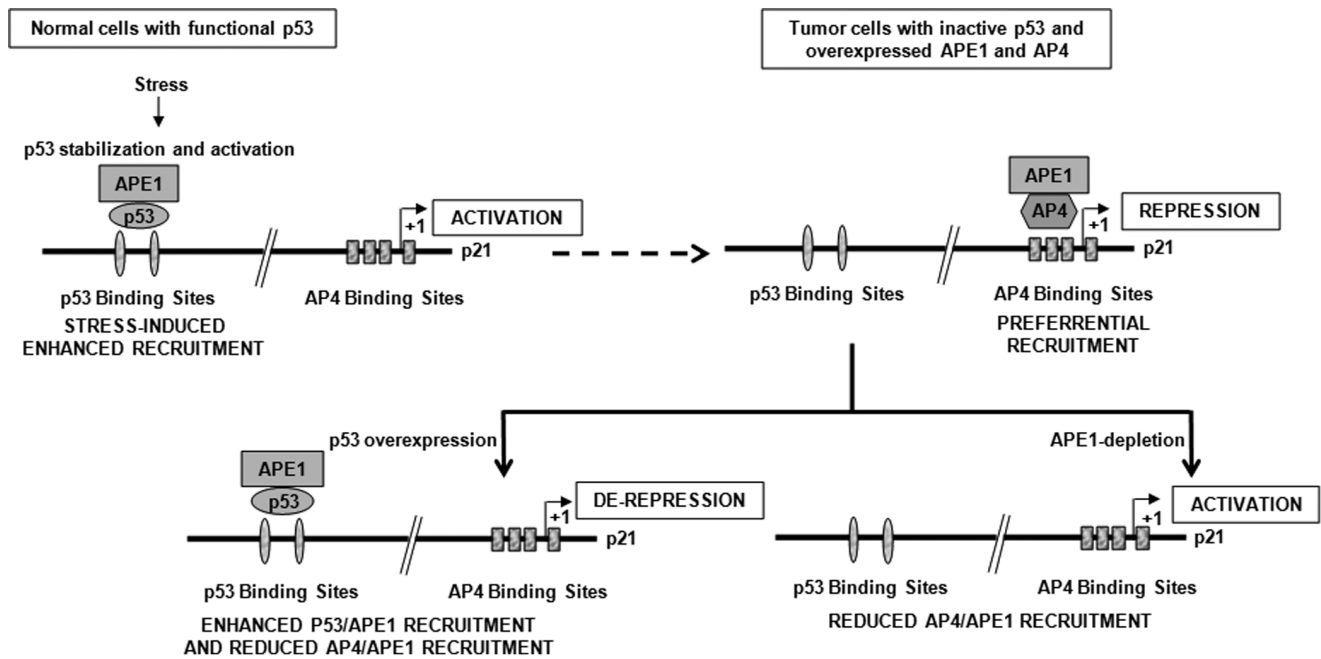 Normal cells with functional p53
Tumor cells with inactive p53 and
overexpressed APE1 and AP4
Stress
p53 stabilization and activation
APE1
p53
+1
ACTIVATION
p21
p53 Binding Sites
AP4 Binding Sites
STRESS-INDUCED
ENHANCED RECRUITMENT
APE1
AP4
+1
REPRESSION
p21
p53 Binding Sites
AP4 Binding Sites
PREFERRENTIAL
RECRUITMENT
p53 overexpression
APE1
p53
+1
DE-REPRESSION
p21
p53 Binding Sites
AP4 Binding Sites
ENHANCED P53/APE1 RECRUITMENT
AND REDUCED AP4/APE1 RECRUITMENT
APE1-depletion
+1
ACTIVATION
p21
p53 Binding Sites
AP4 Binding Sites
REDUCED AP4/APE1 RECRUITMENT